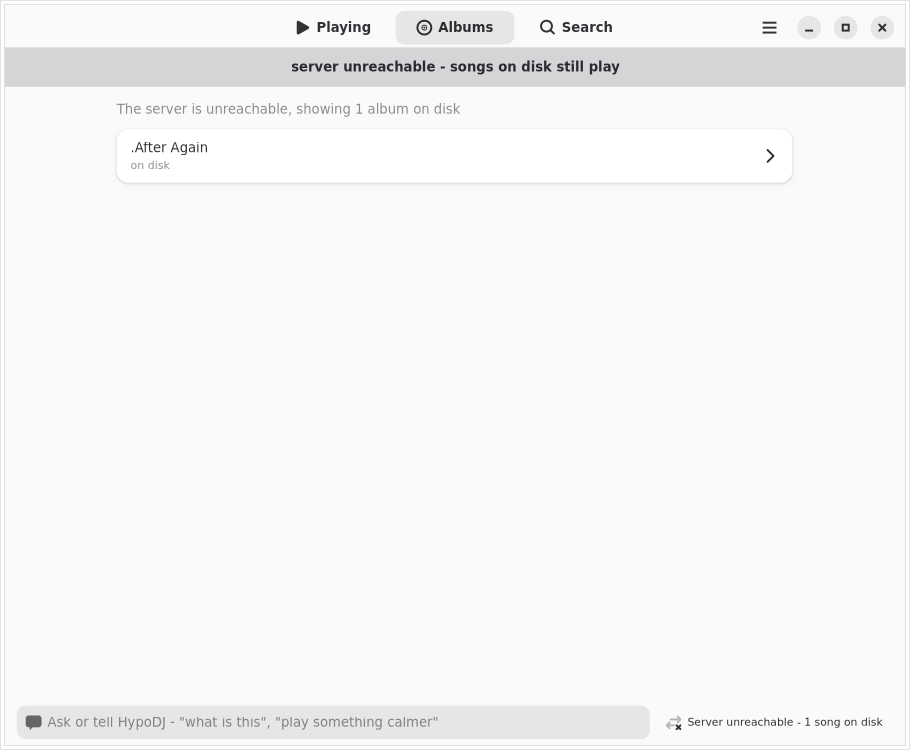 Playing Albums Search
server unreachable - songs on disk still play
The server is unreachable, showing 1 album on disk
.After Again
on disk
Ask or tell HypoDJ - "what is this", "play something calmer"
Server unreachable - 1 song on disk